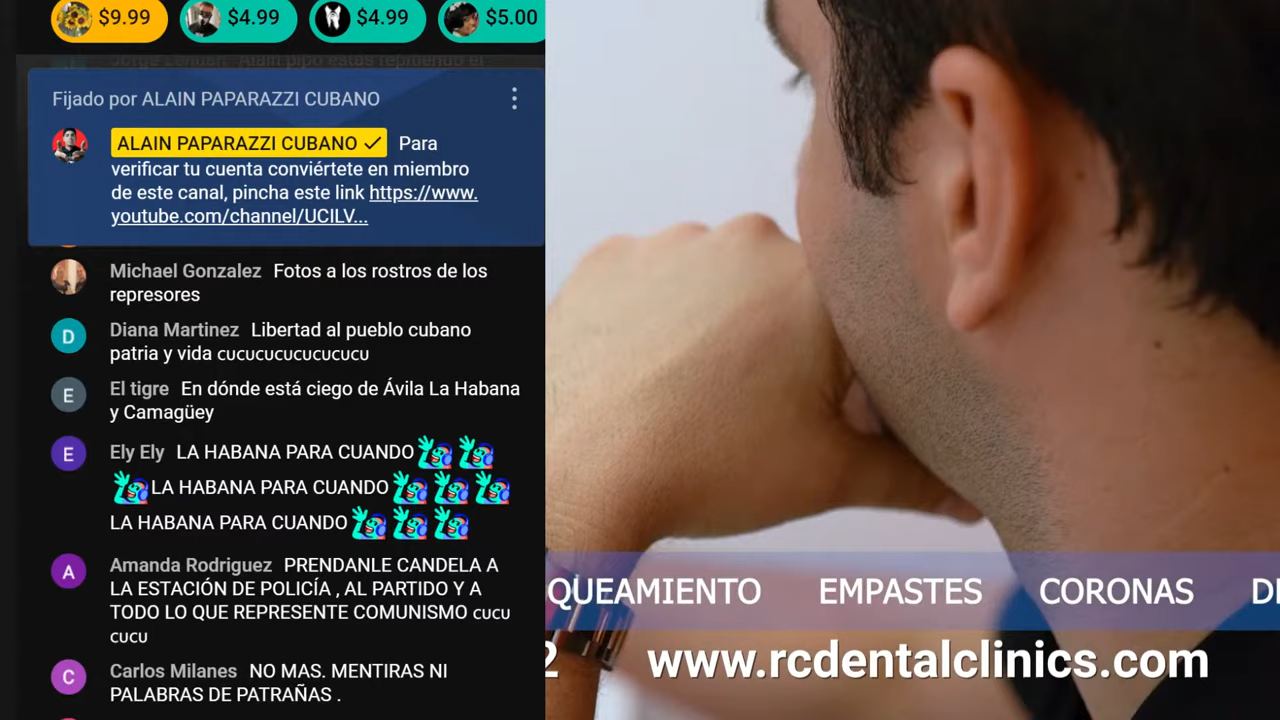 $9.99 $4.99 $4.99 $5.00
Fijado por ALAIN PAPARAZZI CUBANO
ALAIN PAPARAZZI CUBANO Para
verificar tu cuenta conviértete en miembro
de este canal, pincha este link https://www.
youtube.com/channel/UCILV...
Michael Gonzalez Fotos a los rostros de los
represores
D Diana Martinez Libertad al pueblo cubano
patria y vida cucucucucucucucu
E El tigre En dónde está ciego de Ávila La Habana
y Camagüey
E Ely Ely LA HABANA PARA CUANDO
LA HABANA PARA CUANDO
LA HABANA PARA CUANDO
A Amanda Rodriguez PRENDANLE CANDELA A
LA ESTACIÓN DE POLICÍA , AL PARTIDO Y A
TODO LO QUE REPRESENTE COMUNISMO cucu
cucu
C Carlos Milanes NO MAS. MENTIRAS NI
PALABRAS DE PATRAÑAS .
QUEAMIENTO EMPASTES CORONAS DE
2 www.rcdentalclinics.com